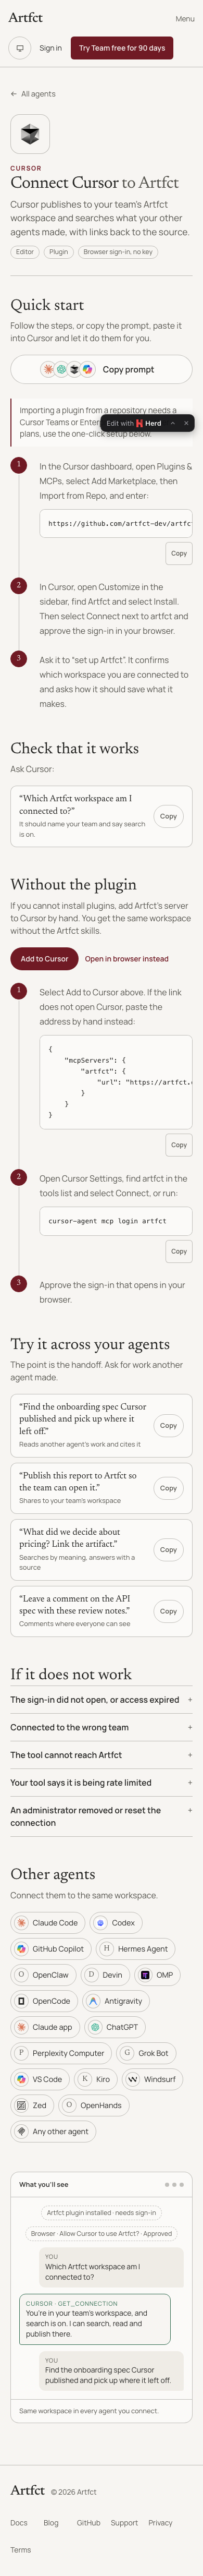 Artfct
Menu
Sign in
Try Team free for 90 days
← All agents
CURSOR
Connect Cursor to Artfct
Cursor publishes to your team's Artfct
workspace and searches what your other
agents made, with links back to the source.
Editor
Plugin
Browser sign-in, no key
Quick start
Follow the steps, or copy the prompt, paste it
into Cursor and let it do them for you.
Copy prompt
Importing a plugin from a repository needs a
Cursor Teams or Enter
plans, use the one-click setup below.
Edit with Herd
1
In the Cursor dashboard, open Plugins &
MCPs, select Add Marketplace, then
Import from Repo, and enter:
https://github.com/artfct-dev/artfc
Copy
2
In Cursor, open Customize in the
sidebar, find Artfct and select Install.
Then select Connect next to artfct and
approve the sign-in in your browser.
3
Ask it to “set up Artfct”. It confirms
which workspace you are connected to
and asks how it should save what it
makes.
Check that it works
Ask Cursor:
“Which Artfct workspace am I
connected to?”
It should name your team and say search
is on.
Copy
Without the plugin
If you cannot install plugins, add Artfct's server
to Cursor by hand. You get the same workspace
without the Artfct skills.
Add to Cursor
Open in browser instead
1
Select Add to Cursor above. If the link
does not open Cursor, paste the
address by hand instead:
{
"mcpServers": {
"artfct": {
"url": "https://artfct.
}
}
}
Copy
2
Open Cursor Settings, find artfct in the
tools list and select Connect, or run:
cursor-agent mcp login artfct
Copy
3
Approve the sign-in that opens in your
browser.
Try it across your agents
The point is the handoff. Ask for work another
agent made.
“Find the onboarding spec Cursor
published and pick up where it
left off.”
Reads another agent's work and cites it
Copy
“Publish this report to Artfct so
the team can open it.”
Shares to your team's workspace
Copy
“What did we decide about
pricing? Link the artifact.”
Searches by meaning, answers with a
source
Copy
“Leave a comment on the API
spec with these review notes.”
Comments where everyone can see
Copy
If it does not work
The sign-in did not open, or access expired +
Connected to the wrong team +
The tool cannot reach Artfct +
Your tool says it is being rate limited +
An administrator removed or reset the +
connection
Other agents
Connect them to the same workspace.
Claude Code
Codex
GitHub Copilot
H Hermes Agent
O OpenClaw
D Devin
OMP
OpenCode
Antigravity
Claude app
ChatGPT
P Perplexity Computer
G Grok Bot
VS Code
K Kiro
Windsurf
Zed
O OpenHands
Any other agent
What you'll see
Artfct plugin installed · needs sign-in
Browser · Allow Cursor to use Artfct? · Approved
YOU
Which Artfct workspace am I
connected to?
CURSOR · GET_CONNECTION
You're in your team's workspace, and
search is on. I can search, read and
publish there.
YOU
Find the onboarding spec Cursor
published and pick up where it left off.
Same workspace in every agent you connect.
Artfct © 2026 Artfct
Docs
Blog
GitHub
Support
Privacy
Terms